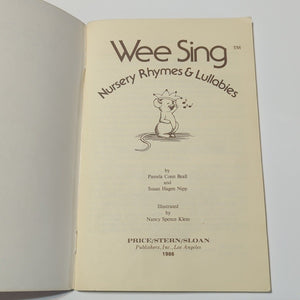 Wee Sing™
Nursery Rhymes & Lullabies
by
Pamela Conn Beall
and
Susan Hagen Nipp
Illustrated
by
Nancy Spence Klein
PRICE/STERN/SLOAN
Publishers, Inc., Los Angeles
1986